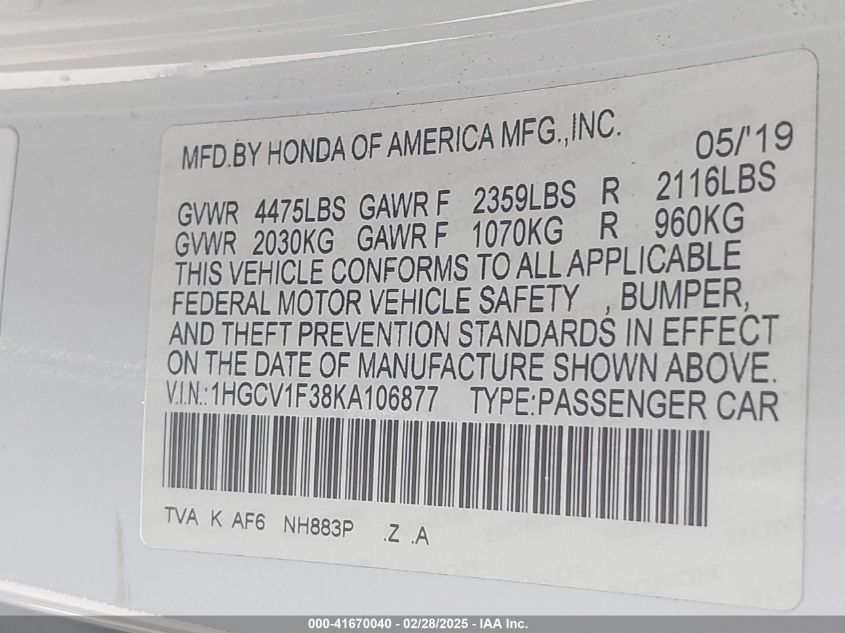 MFD.BY HONDA OF AMERICA MFG.,INC.
05/'19
GVWR 4475LBS GAWR F 2359LBS R 2116LBS
GVWR 2030KG GAWR F 1070KG R 960KG
THIS VEHICLE CONFORMS TO ALL APPLICABLE
FEDERAL MOTOR VEHICLE SAFETY , BUMPER,
AND THEFT PREVENTION STANDARDS IN EFFECT
ON THE DATE OF MANUFACTURE SHOWN ABOVE.
V.I.N.:1HGCV1F38KA106877 TYPE:PASSENGER CAR
TVA K AF6 NH883P .Z .A
000-41670040 - 02/28/2025 - IAA Inc.